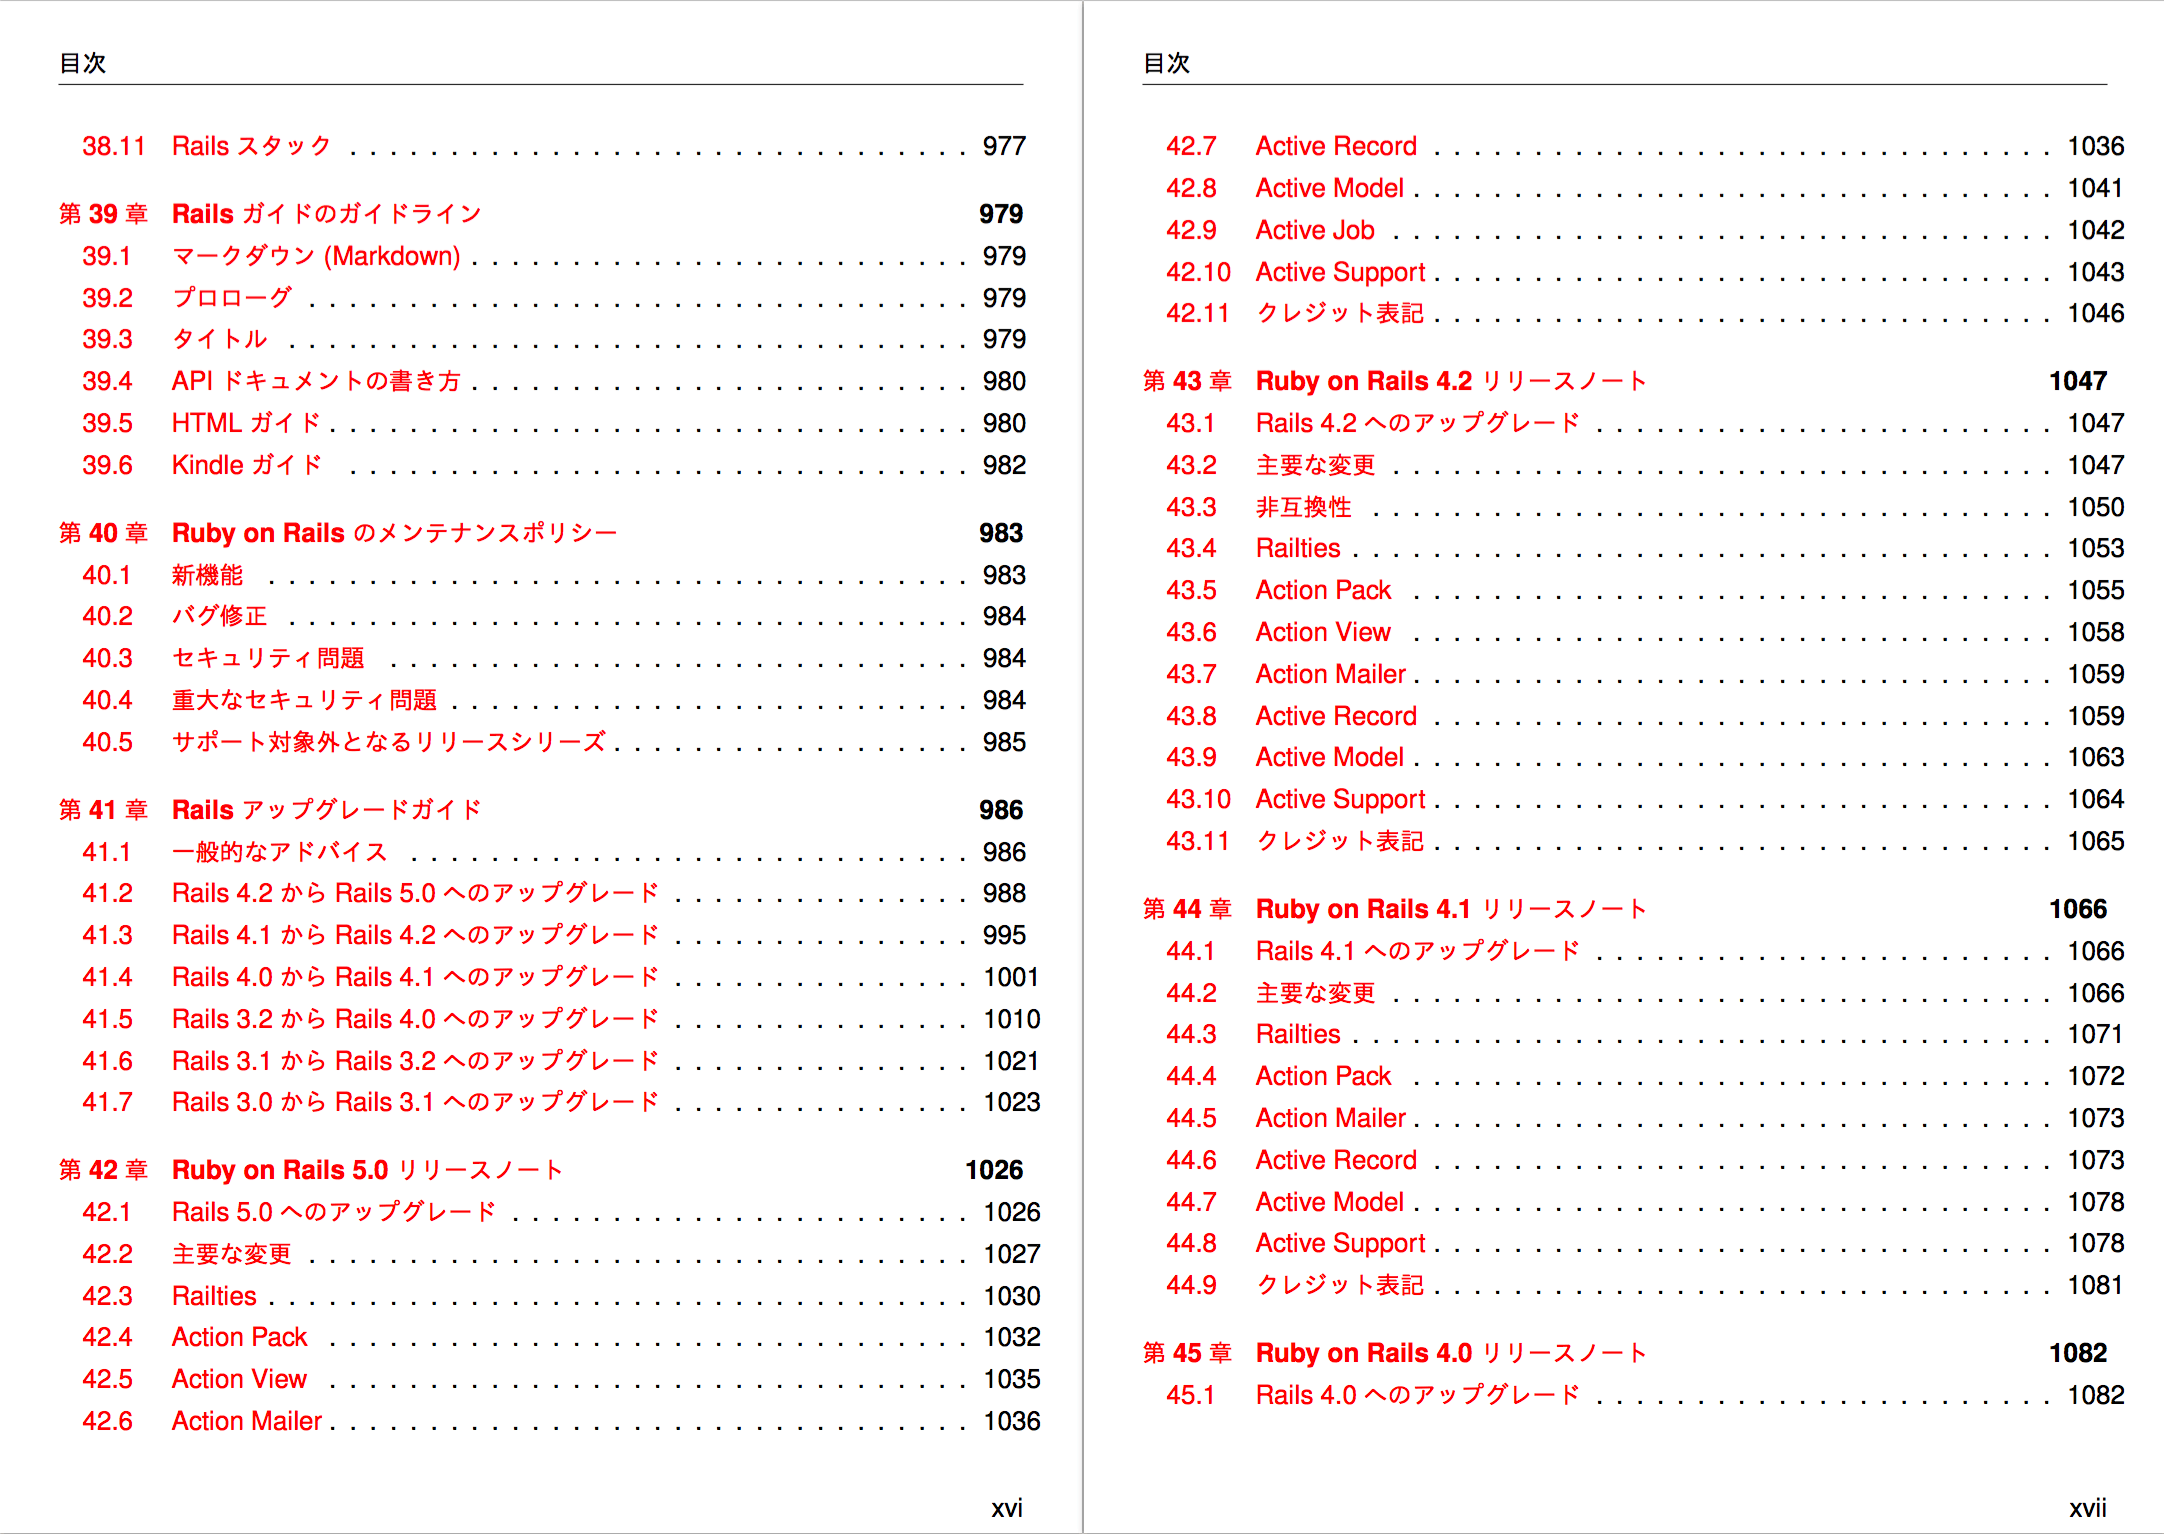 目次
38.11 Rails スタック . . . . . . . . . . . . . . . . . . . . . . . . . . . . . . . 977
第 39 章 Rails ガイドのガイドライン 979
39.1 マークダウン (Markdown) . . . . . . . . . . . . . . . . . . . . . . . . . 979
39.2 プロローグ . . . . . . . . . . . . . . . . . . . . . . . . . . . . . . . . . 979
39.3 タイトル . . . . . . . . . . . . . . . . . . . . . . . . . . . . . . . . . . 979
39.4 API ドキュメントの書き方 . . . . . . . . . . . . . . . . . . . . . . . . . 980
39.5 HTML ガイド . . . . . . . . . . . . . . . . . . . . . . . . . . . . . . . . 980
39.6 Kindle ガイド . . . . . . . . . . . . . . . . . . . . . . . . . . . . . . . 982
第 40 章 Ruby on Rails のメンテナンスポリシー 983
40.1 新機能 . . . . . . . . . . . . . . . . . . . . . . . . . . . . . . . . . . . 983
40.2 バグ修正 . . . . . . . . . . . . . . . . . . . . . . . . . . . . . . . . . . 984
40.3 セキュリティ問題 . . . . . . . . . . . . . . . . . . . . . . . . . . . . . 984
40.4 重大なセキュリティ問題 . . . . . . . . . . . . . . . . . . . . . . . . . . 984
40.5 サポート対象外となるリリースシリーズ . . . . . . . . . . . . . . . . . . 985
第 41 章 Rails アップグレードガイド 986
41.1 一般的なアドバイス . . . . . . . . . . . . . . . . . . . . . . . . . . . . 986
41.2 Rails 4.2 から Rails 5.0 へのアップグレード . . . . . . . . . . . . . . . 988
41.3 Rails 4.1 から Rails 4.2 へのアップグレード . . . . . . . . . . . . . . . 995
41.4 Rails 4.0 から Rails 4.1 へのアップグレード . . . . . . . . . . . . . . . 1001
41.5 Rails 3.2 から Rails 4.0 へのアップグレード . . . . . . . . . . . . . . . 1010
41.6 Rails 3.1 から Rails 3.2 へのアップグレード . . . . . . . . . . . . . . . 1021
41.7 Rails 3.0 から Rails 3.1 へのアップグレード . . . . . . . . . . . . . . . 1023
第 42 章 Ruby on Rails 5.0 リリースノート 1026
42.1 Rails 5.0 へのアップグレード . . . . . . . . . . . . . . . . . . . . . . . 1026
42.2 主要な変更 . . . . . . . . . . . . . . . . . . . . . . . . . . . . . . . . . 1027
42.3 Railties . . . . . . . . . . . . . . . . . . . . . . . . . . . . . . . . . . . 1030
42.4 Action Pack . . . . . . . . . . . . . . . . . . . . . . . . . . . . . . . . 1032
42.5 Action View . . . . . . . . . . . . . . . . . . . . . . . . . . . . . . . . 1035
42.6 Action Mailer . . . . . . . . . . . . . . . . . . . . . . . . . . . . . . . . 1036
xvi
目次
42.7 Active Record . . . . . . . . . . . . . . . . . . . . . . . . . . . . . . . 1036
42.8 Active Model . . . . . . . . . . . . . . . . . . . . . . . . . . . . . . . . 1041
42.9 Active Job . . . . . . . . . . . . . . . . . . . . . . . . . . . . . . . . . 1042
42.10 Active Support . . . . . . . . . . . . . . . . . . . . . . . . . . . . . . . 1043
42.11 クレジット表記 . . . . . . . . . . . . . . . . . . . . . . . . . . . . . . . 1046
第 43 章 Ruby on Rails 4.2 リリースノート 1047
43.1 Rails 4.2 へのアップグレード . . . . . . . . . . . . . . . . . . . . . . . 1047
43.2 主要な変更 . . . . . . . . . . . . . . . . . . . . . . . . . . . . . . . . . 1047
43.3 非互換性 . . . . . . . . . . . . . . . . . . . . . . . . . . . . . . . . . . 1050
43.4 Railties . . . . . . . . . . . . . . . . . . . . . . . . . . . . . . . . . . . 1053
43.5 Action Pack . . . . . . . . . . . . . . . . . . . . . . . . . . . . . . . . 1055
43.6 Action View . . . . . . . . . . . . . . . . . . . . . . . . . . . . . . . . 1058
43.7 Action Mailer . . . . . . . . . . . . . . . . . . . . . . . . . . . . . . . . 1059
43.8 Active Record . . . . . . . . . . . . . . . . . . . . . . . . . . . . . . . 1059
43.9 Active Model . . . . . . . . . . . . . . . . . . . . . . . . . . . . . . . . 1063
43.10 Active Support . . . . . . . . . . . . . . . . . . . . . . . . . . . . . . . 1064
43.11 クレジット表記 . . . . . . . . . . . . . . . . . . . . . . . . . . . . . . . 1065
第 44 章 Ruby on Rails 4.1 リリースノート 1066
44.1 Rails 4.1 へのアップグレード . . . . . . . . . . . . . . . . . . . . . . . 1066
44.2 主要な変更 . . . . . . . . . . . . . . . . . . . . . . . . . . . . . . . . . 1066
44.3 Railties . . . . . . . . . . . . . . . . . . . . . . . . . . . . . . . . . . . 1071
44.4 Action Pack . . . . . . . . . . . . . . . . . . . . . . . . . . . . . . . . 1072
44.5 Action Mailer . . . . . . . . . . . . . . . . . . . . . . . . . . . . . . . . 1073
44.6 Active Record . . . . . . . . . . . . . . . . . . . . . . . . . . . . . . . 1073
44.7 Active Model . . . . . . . . . . . . . . . . . . . . . . . . . . . . . . . . 1078
44.8 Active Support . . . . . . . . . . . . . . . . . . . . . . . . . . . . . . . 1078
44.9 クレジット表記 . . . . . . . . . . . . . . . . . . . . . . . . . . . . . . . 1081
第 45 章 Ruby on Rails 4.0 リリースノート 1082
45.1 Rails 4.0 へのアップグレード . . . . . . . . . . . . . . . . . . . . . . . 1082
xvii